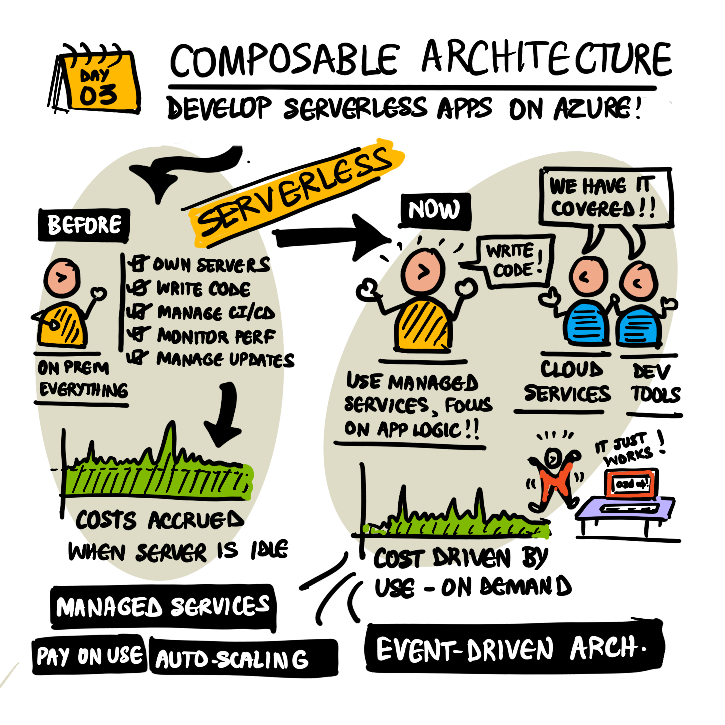 DAY
03
COMPOSABLE ARCHITECTURE
DEVELOP SERVERLESS APPS ON AZURE!
SERVERLESS
BEFORE
OWN SERVERS
WRITE CODE
MANAGE CI/CD
MONITOR PERF
MANAGE UPDATES
ON PREM
EVERYTHING
COSTS ACCRUED
WHEN SERVER IS IDLE
NOW
WRITE
CODE!
WE HAVE IT
COVERED!!
USE MANAGED
SERVICES, FOCUS
ON APP LOGIC!!
CLOUD
SERVICES
DEV
TOOLS
IT JUST
WORKS!
COST DRIVEN BY
USE - ON DEMAND
MANAGED SERVICES
PAY ON USE
AUTO-SCALING
EVENT-DRIVEN ARCH.